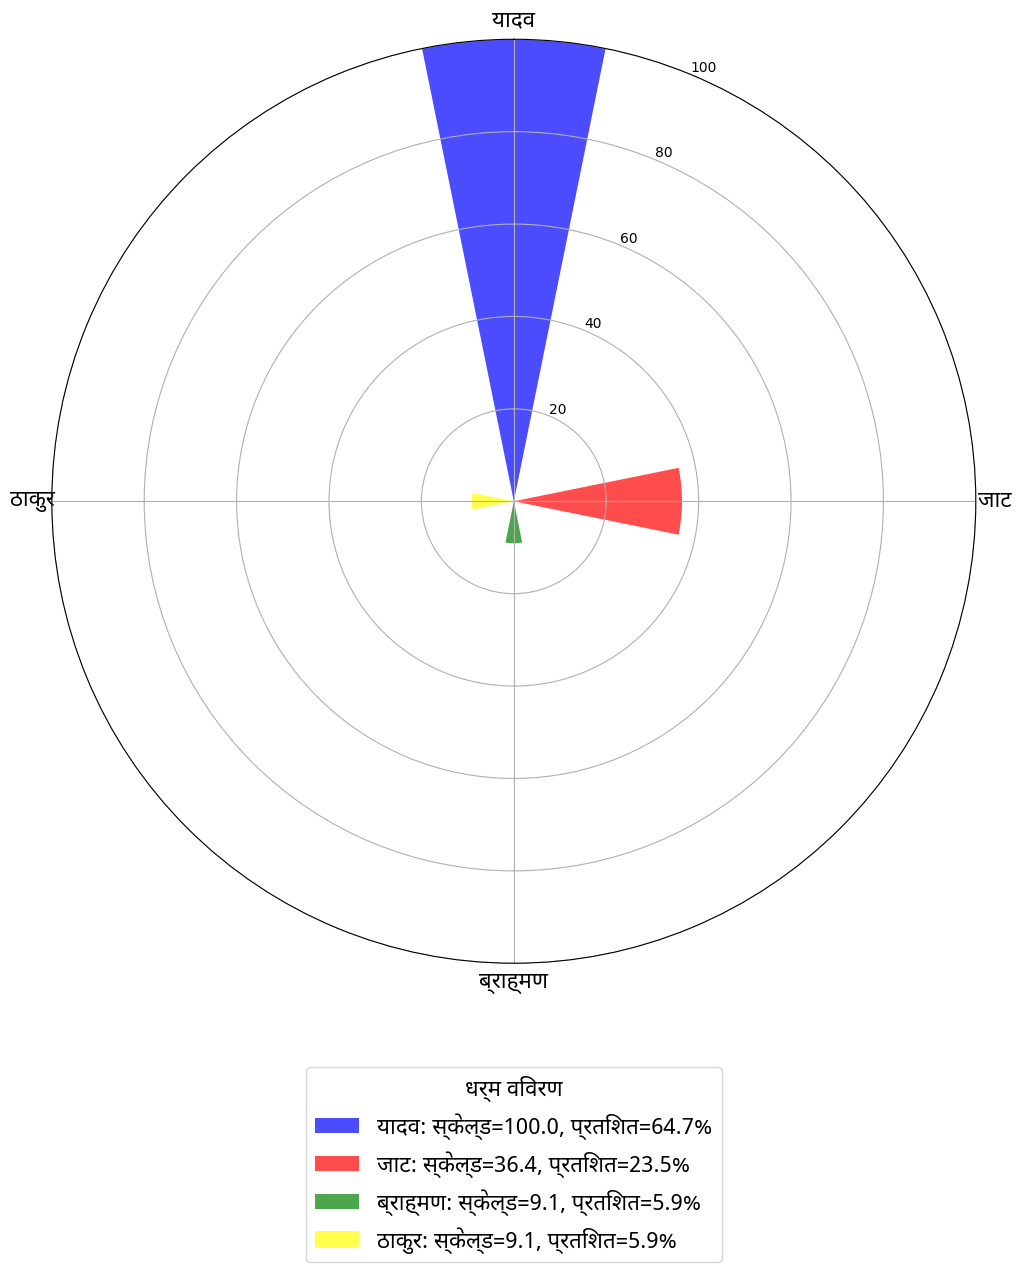 यादव
100
80
60
40
20
ठाकुर
जाट
ब्राह्मण
धर्म विवरण
यादव: स्केल्ड=100.0, प्रतिशत=64.7%
जाट: स्केल्ड=36.4, प्रतिशत=23.5%
ब्राह्मण: स्केल्ड=9.1, प्रतिशत=5.9%
ठाकुर: स्केल्ड=9.1, प्रतिशत=5.9%